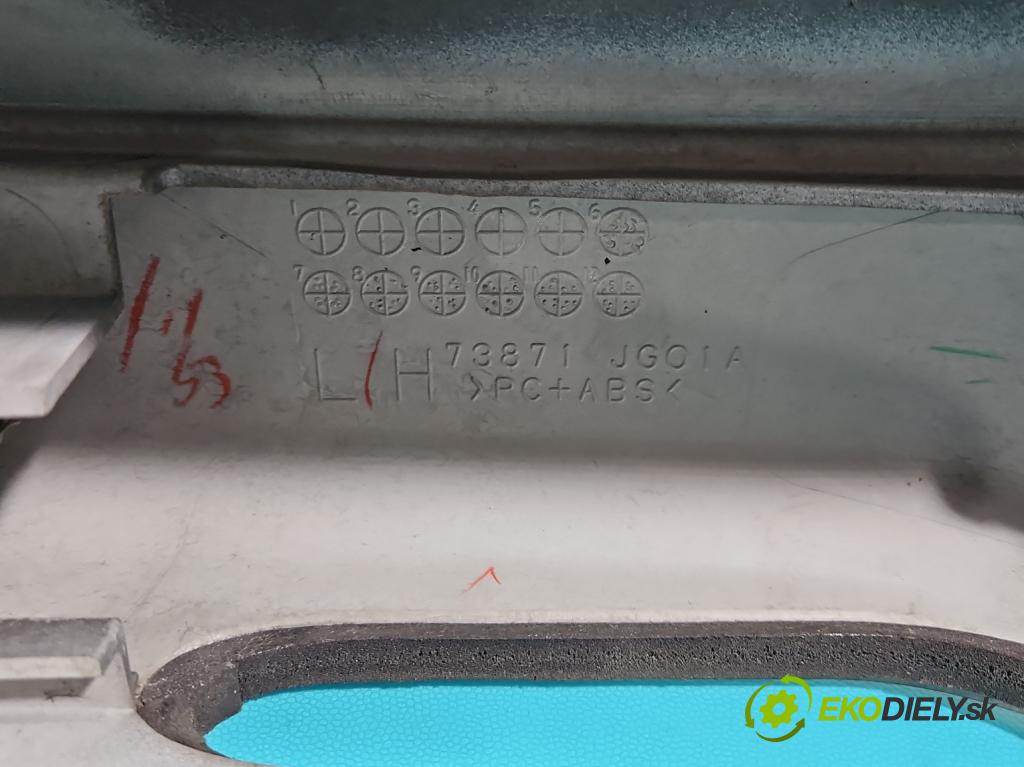 1 2 3 4 5 6
7 8 9 10 11 12
L/H 73871 JG01A
>PC+ABS<
EKODIELY.sk